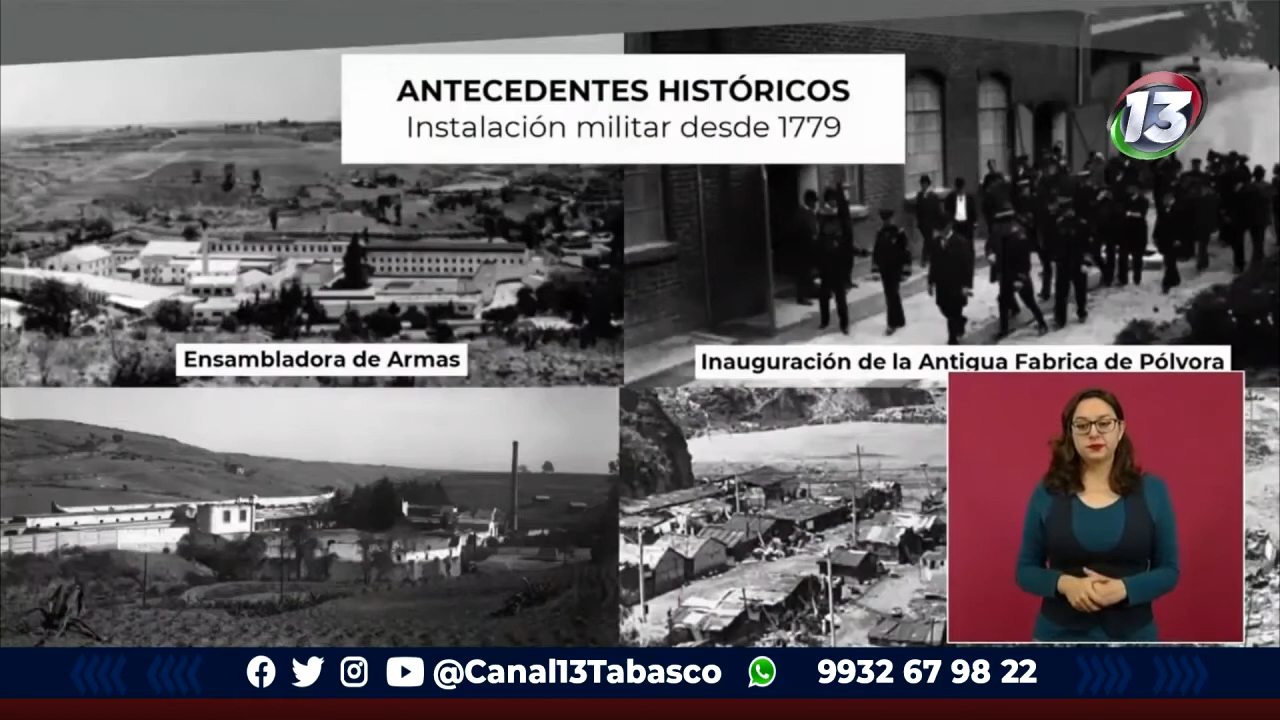 ANTECEDENTES HISTÓRICOS
Instalación militar desde 1779
13
Ensambladora de Armas
Inauguración de la Antigua Fabrica de Pólvora
@Canal13Tabasco 9932 67 98 22